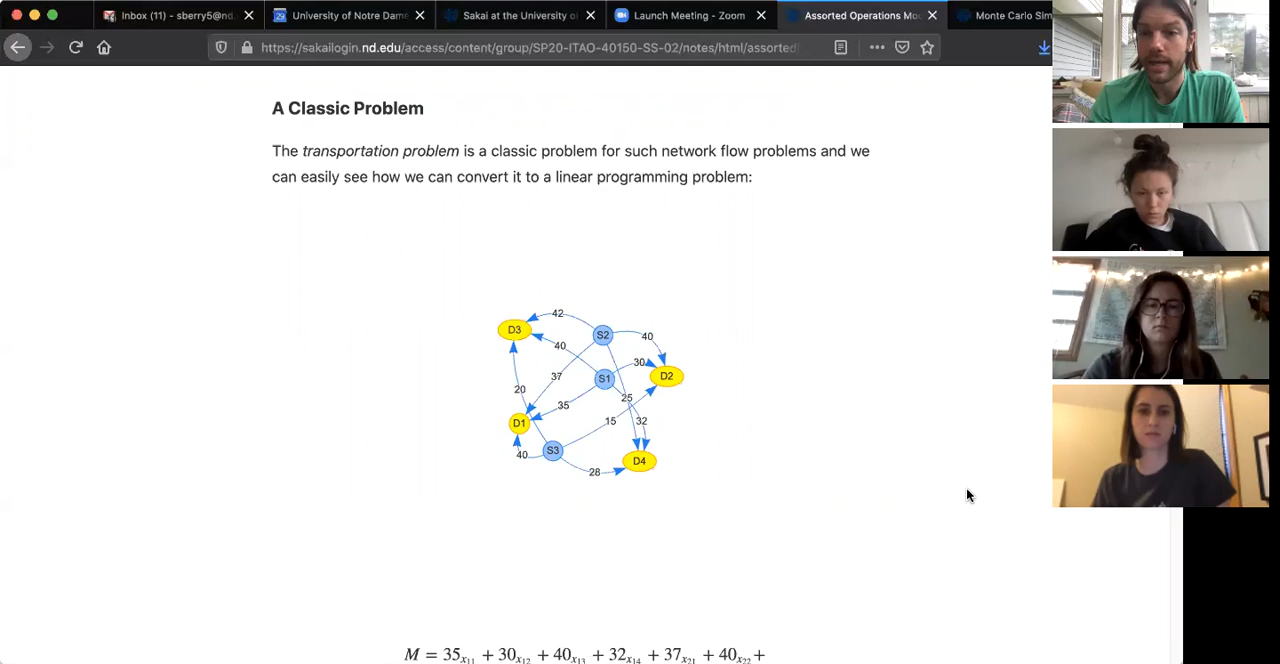 Inbox (11) - sberry5@nd.
University of Notre Dame
Sakai at the University of
Launch Meeting - Zoom
Assorted Operations Mo
Monte Carlo Sim
https://sakailogin.nd.edu/access/content/group/SP20-ITAO-40150-SS-02/notes/html/assorted
A Classic Problem
The transportation problem is a classic problem for such network flow problems and we
can easily see how we can convert it to a linear programming problem:
42
D3
S2
40
40
30
37
S1
D2
20
25
35
D1
15
32
40
S3
D4
28
M = 35x11 + 30x12 + 40x13 + 32x14 + 37x21 + 40x22 +